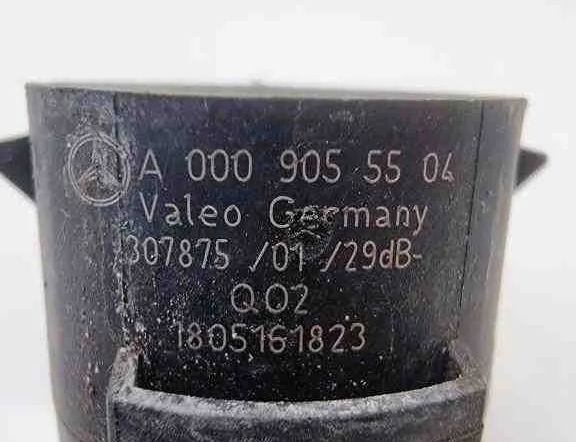 A 000 905 55 04
Valeo Germany
307875 /01 /29dB-
Q02
1805161823